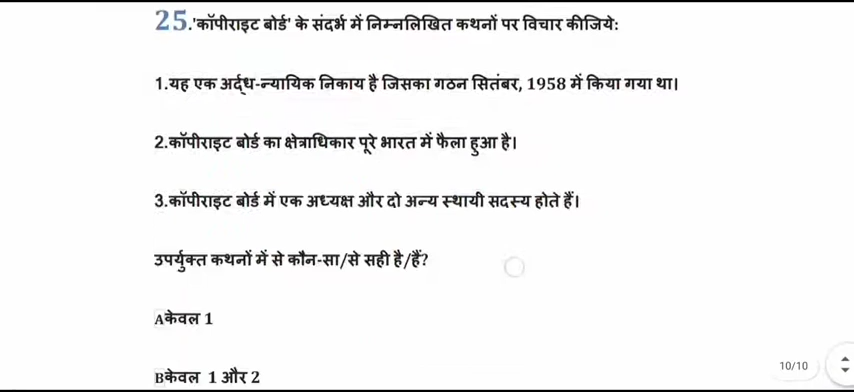 25.'कॉपीराइट बोर्ड' के संदर्भ में निम्नलिखित कथनों पर विचार कीजिये:
1.यह एक अर्द्ध-न्यायिक निकाय है जिसका गठन सितंबर, 1958 में किया गया था।
2.कॉपीराइट बोर्ड का क्षेत्राधिकार पूरे भारत में फैला हुआ है।
3.कॉपीराइट बोर्ड में एक अध्यक्ष और दो अन्य स्थायी सदस्य होते हैं।
उपर्युक्त कथनों में से कौन-सा/से सही है/हैं?
Aकेवल 1
Bकेवल 1 और 2
10/10